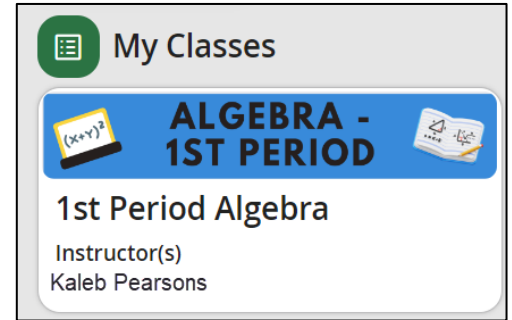 My Classes
(x+y)²
ALGEBRA -
1ST PERIOD
1st Period Algebra
Instructor(s)
Kaleb Pearsons